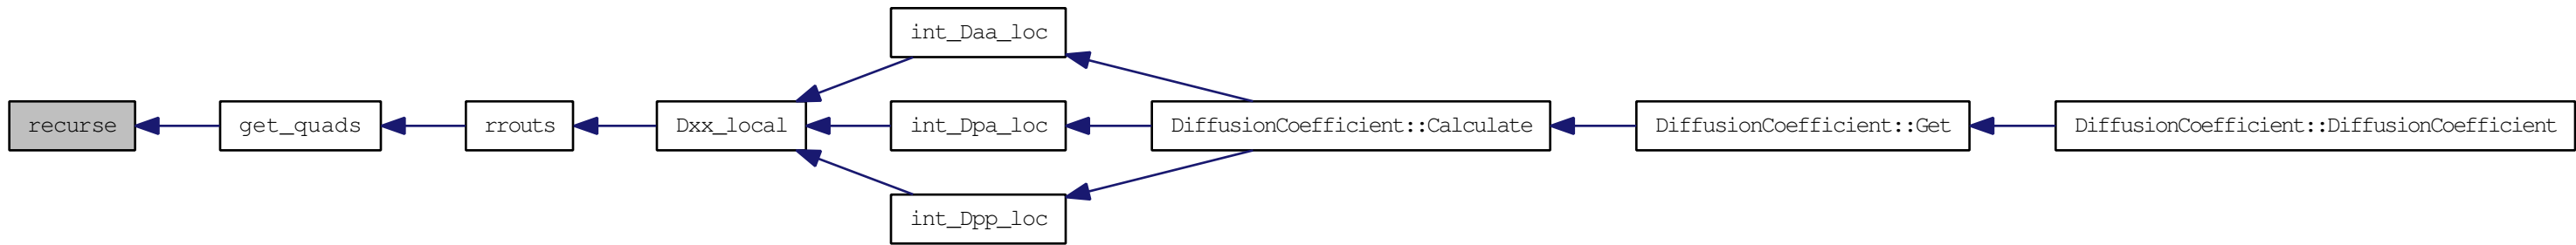 recurse
get_quads
rrouts
Dxx_local
int_Daa_loc
int_Dpa_loc
int_Dpp_loc
DiffusionCoefficient::Calculate
DiffusionCoefficient::Get
DiffusionCoefficient::DiffusionCoefficient